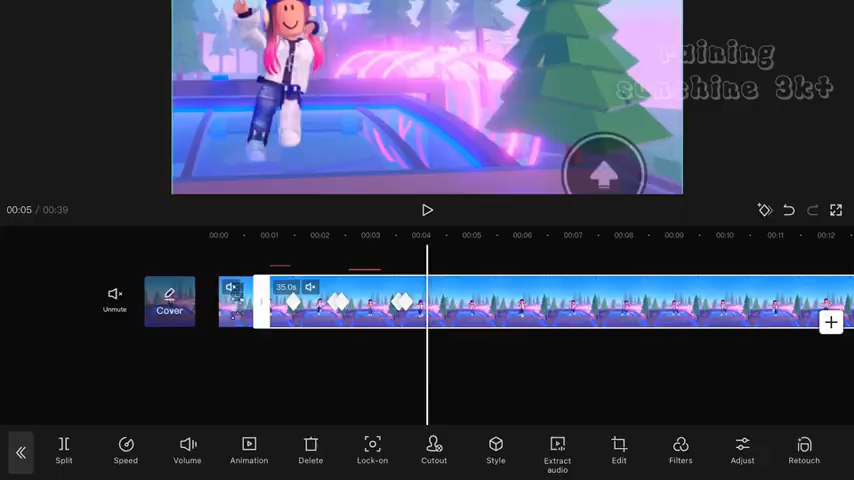 raining
sunshine 3k+
00:05 / 00:39
00:00
00:01
00:02
00:03
00:04
00:05
00:06
00:07
00:08
00:09
00:10
00:11
00:12
35.0s
Unmute
Cover
Split
Speed
Volume
Animation
Delete
Lock-on
Cutout
Style
Extract
audio
Edit
Filters
Adjust
Retouch